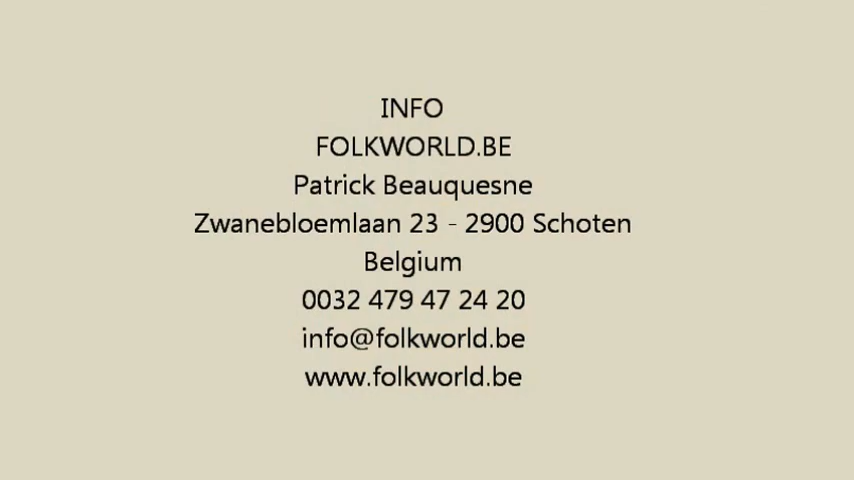 INFO
FOLKWORLD.BE
Patrick Beauquesne
Zwanebloemlaan 23 - 2900 Schoten
Belgium
0032 479 47 24 20
info@folkworld.be
www.folkworld.be